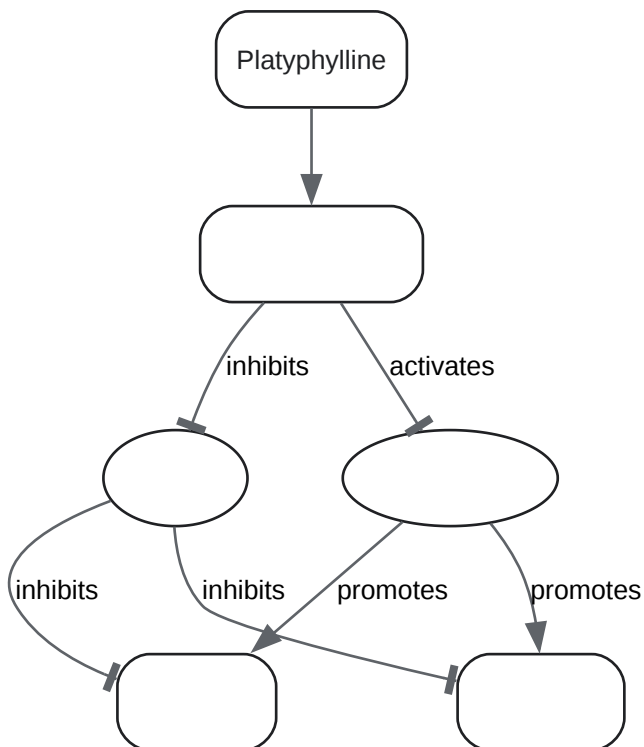 Platyphylline
inhibits
activates
inhibits
inhibits
promotes
promotes